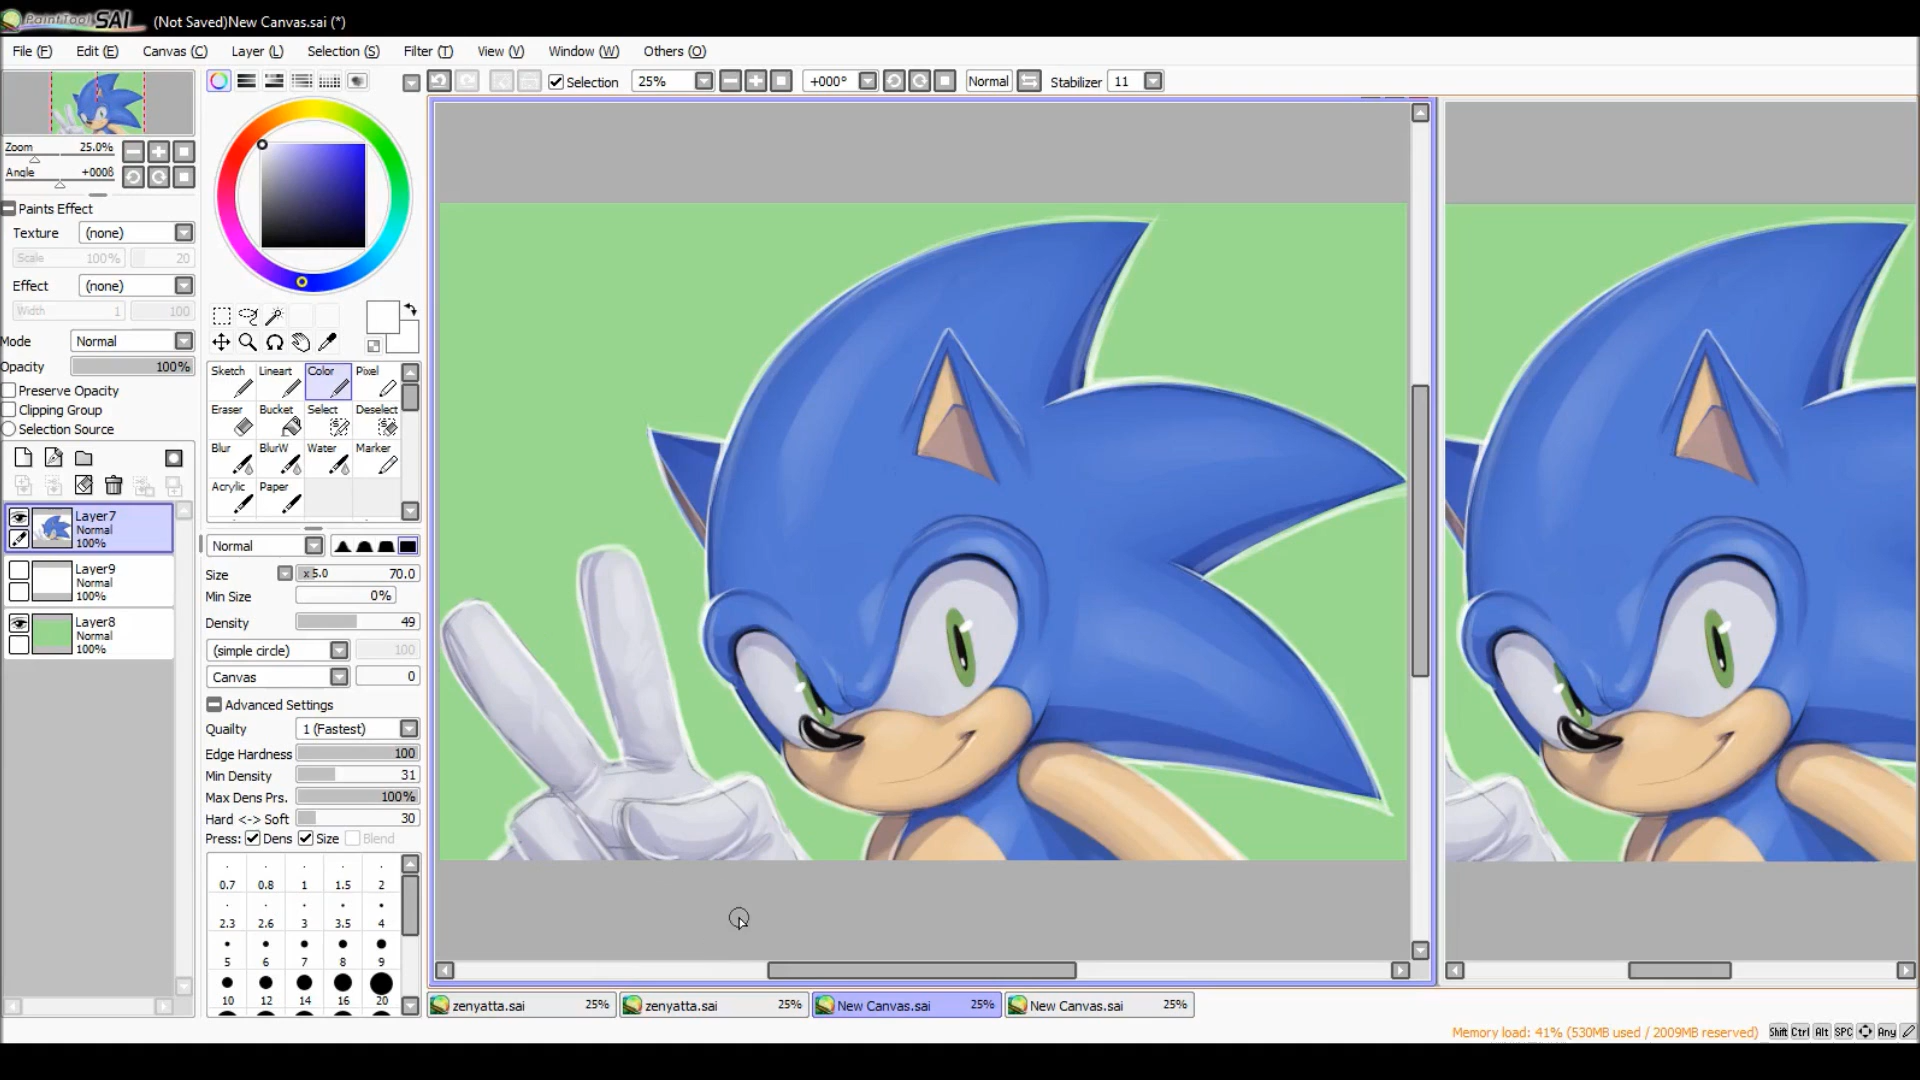 PaintTool SAI (Not Saved)New Canvas.sai (*)
File (F) Edit (E) Canvas (C) Layer (L) Selection (S) Filter (T) View (V) Window (W) Others (O)
Selection 25% +000° Normal Stabilizer 11
Zoom 25.0%
Angle +000ß
Paints Effect
Texture (none)
Scale 100% 20
Effect (none)
Width 1 100
Mode Normal
Opacity 100%
Preserve Opacity
Clipping Group
Selection Source
Layer7
Normal
100%
Layer9
Normal
100%
Layer8
Normal
100%
Sketch Lineart Color Pixel
Eraser Bucket Select Deselect
Blur BlurW Water Marker
Acrylic Paper
Normal
Size x 5.0 70.0
Min Size 0%
Density 49
(simple circle) 100
Canvas 0
Advanced Settings
Quailty 1 (Fastest)
Edge Hardness 100
Min Density 31
Max Dens Prs. 100%
Hard <-> Soft 30
Press: Dens Size Blend
0.7 0.8 1 1.5 2
2.3 2.6 3 3.5 4
5 6 7 8 9
10 12 14 16 20
zenyatta.sai 25% zenyatta.sai 25% New Canvas.sai 25% New Canvas.sai 25%
Memory load: 41% (530MB used / 2009MB reserved) Shift Ctrl Alt SPC Any